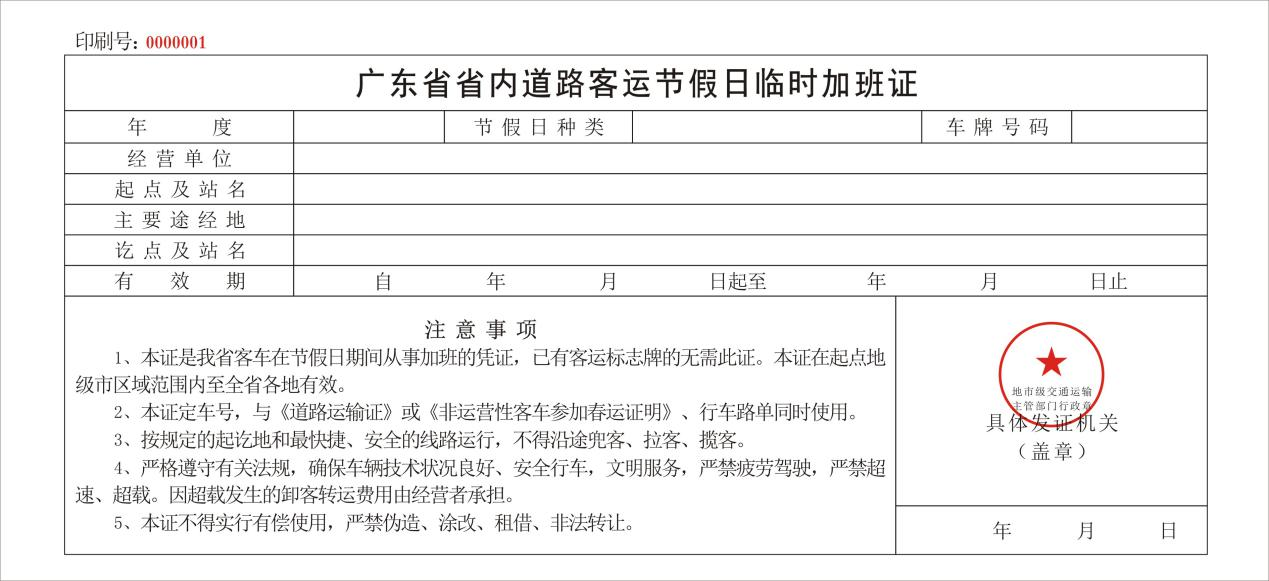 印刷号：0000001
广东省省内道路客运节假日临时加班证
年 度 节假日种类 车牌号码
经营单位
起点及站名
主要途经地
讫点及站名
有效期 自 年 月 日起至 年 月 日止
注意事项
1、本证是我省客车在节假日期间从事加班的凭证，已有客运标志牌的无需此证。本证在起点地
级市区域范围内至全省各地有效。
2、本证定车号，与《道路运输证》或《非运营性客车参加春运证明》、行车路单同时使用。
3、按规定的起讫地和最快捷、安全的线路运行，不得沿途兜客、拉客、揽客。
4、严格遵守有关法规，确保车辆技术状况良好、安全行车，文明服务，严禁疲劳驾驶，严禁超
速、超载。因超载发生的卸客转运费用由经营者承担。
5、本证不得实行有偿使用，严禁伪造、涂改、租借、非法转让。
地市级交通运输
主管部门行政章
具体发证机关
（盖章）
年 月 日